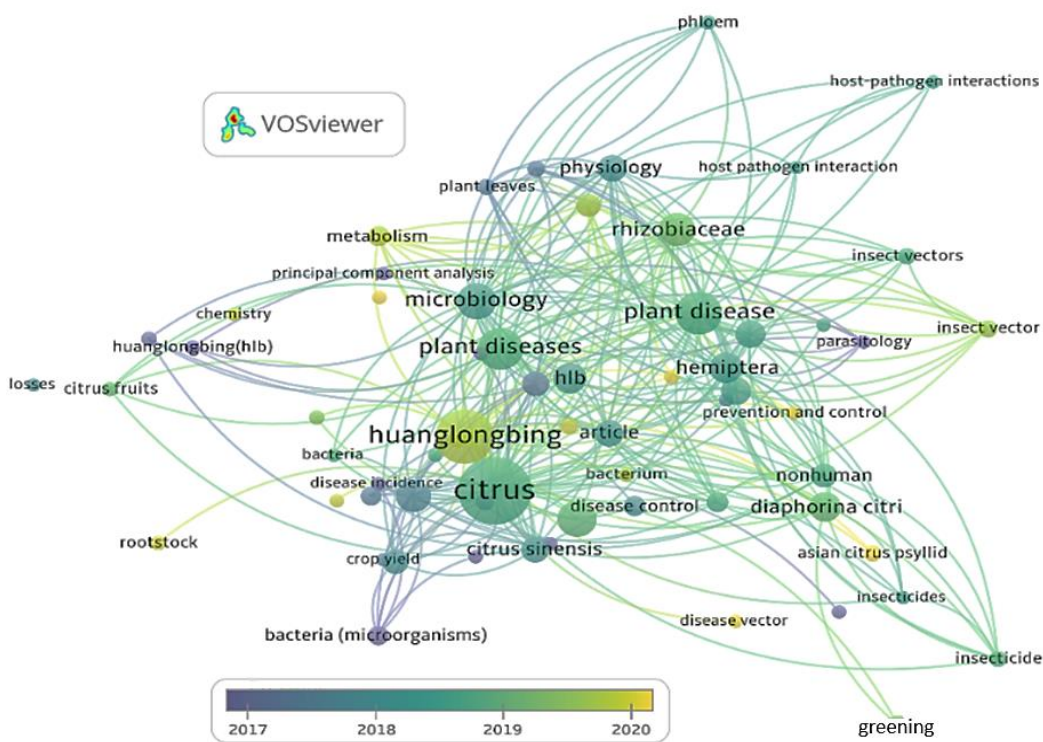 phloem
host-pathogen interactions
VOSviewer
physiology
host pathogen interaction
plant leaves
rhizobiaceae
metabolism
insect vectors
principal component analysis
microbiology
chemistry
plant disease
insect vector
huanglongbing(hlb)
plant diseases
parasitology
hemiptera
losses
citrus fruits
hlb
prevention and control
huanglongbing
article
bacteria
bacterium
nonhuman
disease incidence
citrus
disease control
diaphorina citri
rootstock
citrus sinensis
asian citrus psyllid
crop yield
insecticides
disease vector
bacteria (microorganisms)
insecticide
2017 2018 2019 2020
greening